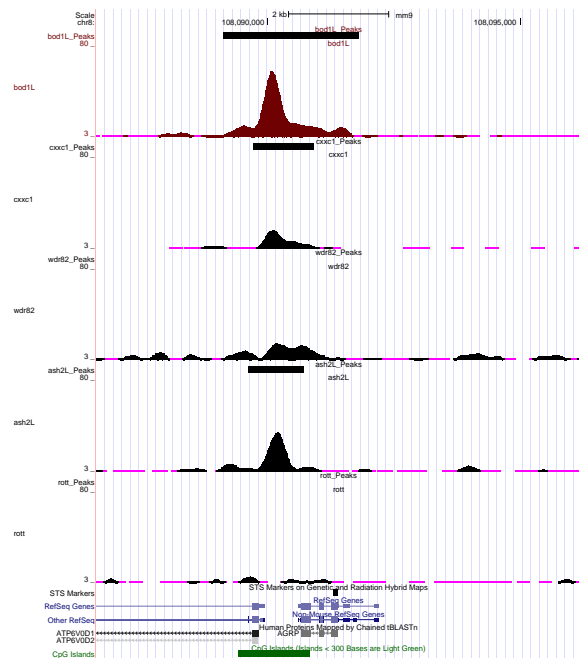 Scale 2 kb mm9
chr8: 108,090,000 108,095,000
bod1L_Peaks
bod1L_Peaks
80 _ bod1L
bod1L
3 _
cxxc1_Peaks
cxxc1_Peaks
80 _ cxxc1
cxxc1
3 _
wdr82_Peaks
wdr82_Peaks
80 _ wdr82
wdr82
3 _
ash2L_Peaks
ash2L_Peaks
80 _ ash2L
ash2L
3 _
rott_Peaks
rott_Peaks
80 _ rott
rott
3 _
STS Markers on Genetic and Radiation Hybrid Maps
STS Markers
RefSeq Genes
RefSeq Genes
Non-Mouse RefSeq Genes
Other RefSeq
Human Proteins Mapped by Chained tBLASTn
ATP6V0D1 AGRP
ATP6V0D2
CpG Islands (Islands < 300 Bases are Light Green)
CpG Islands